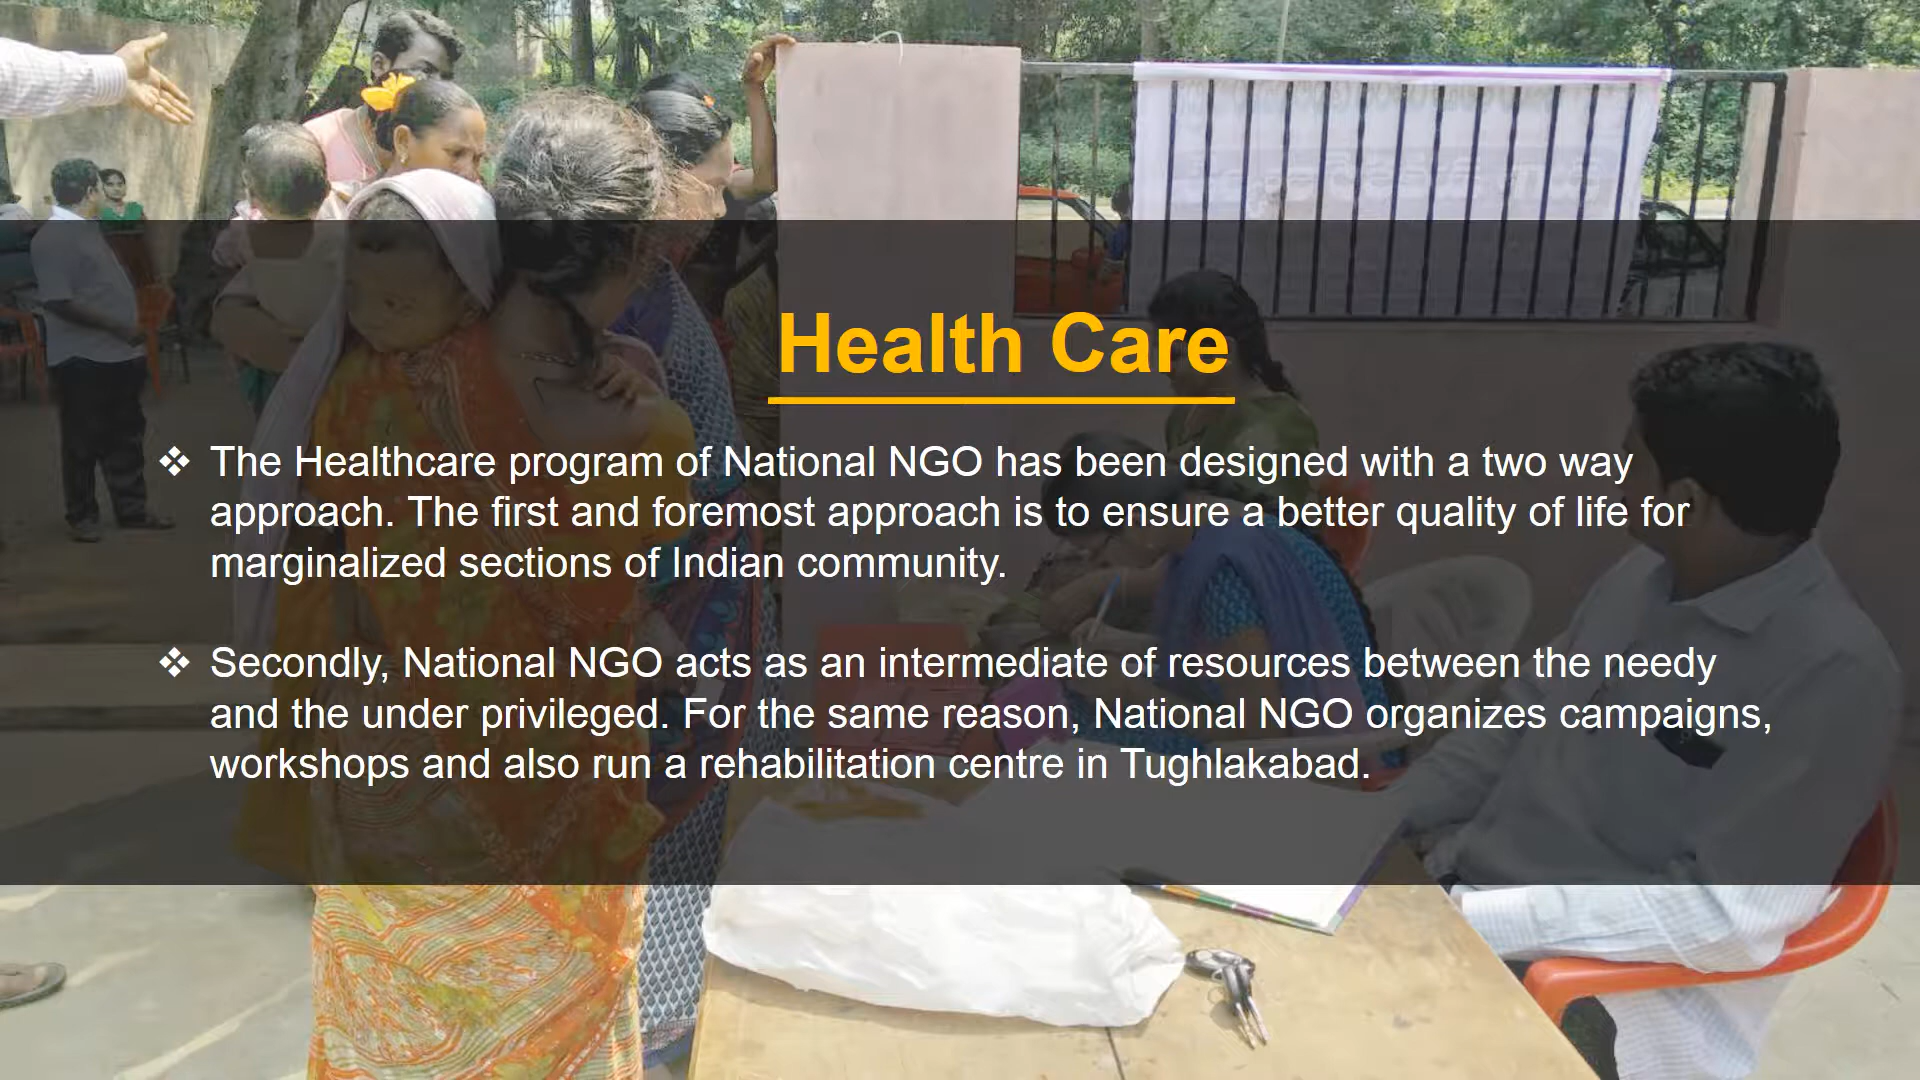 Health Care
❖ The Healthcare program of National NGO has been designed with a two way
approach. The first and foremost approach is to ensure a better quality of life for
marginalized sections of Indian community.
❖ Secondly, National NGO acts as an intermediate of resources between the needy
and the under privileged. For the same reason, National NGO organizes campaigns,
workshops and also run a rehabilitation centre in Tughlakabad.